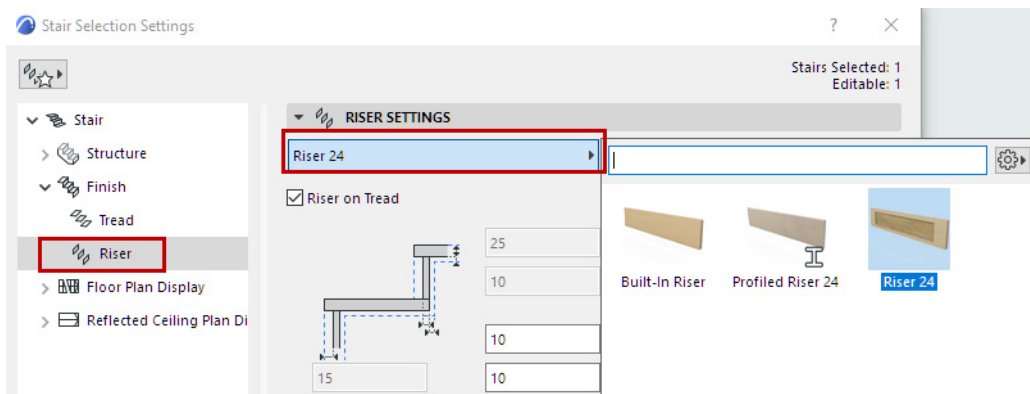 Stair Selection Settings
?
Stairs Selected: 1
Editable: 1
Stair
Structure
Finish
Tread
Riser
Floor Plan Display
Reflected Ceiling Plan Di
RISER SETTINGS
Riser 24
Riser on Tread
25
10
10
15
10
Built-In Riser
Profiled Riser 24
Riser 24